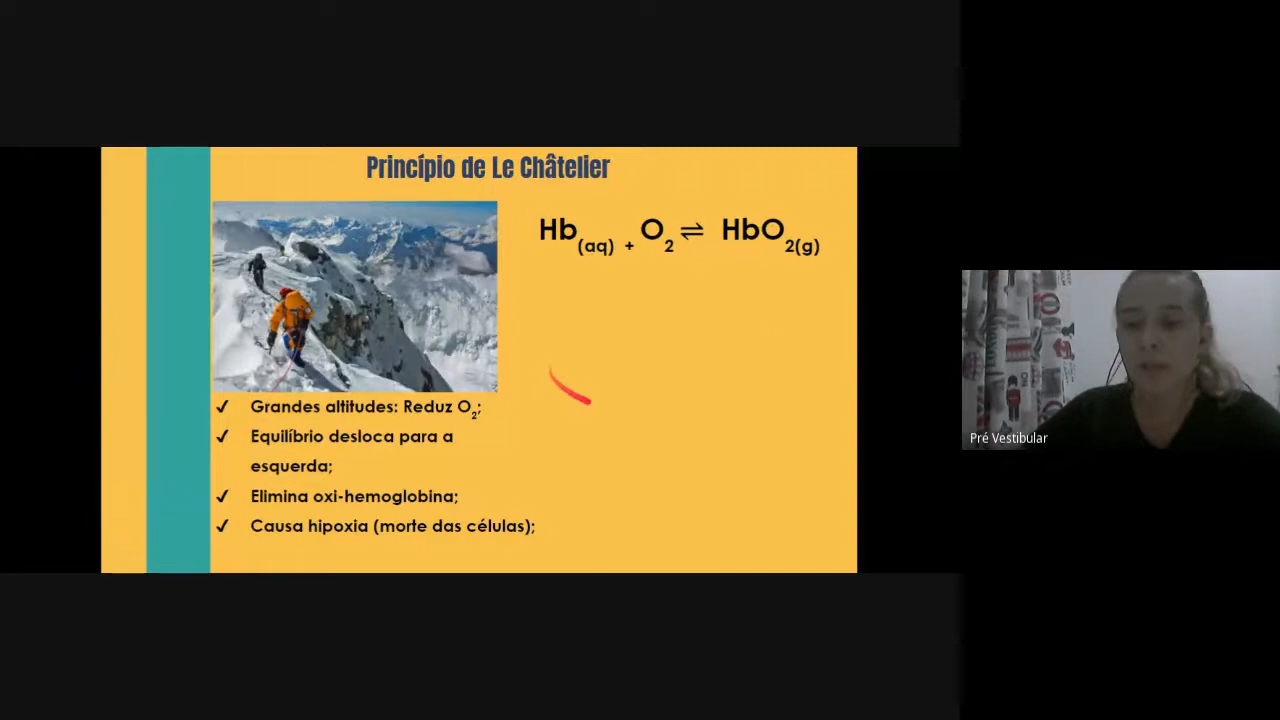 Princípio de Le Châtelier
Hb(aq) + O2 ⇌ HbO2(g)
✓ Grandes altitudes: Reduz O2;
✓ Equilíbrio desloca para a
esquerda;
✓ Elimina oxi-hemoglobina;
✓ Causa hipoxia (morte das células);
Pré Vestibular